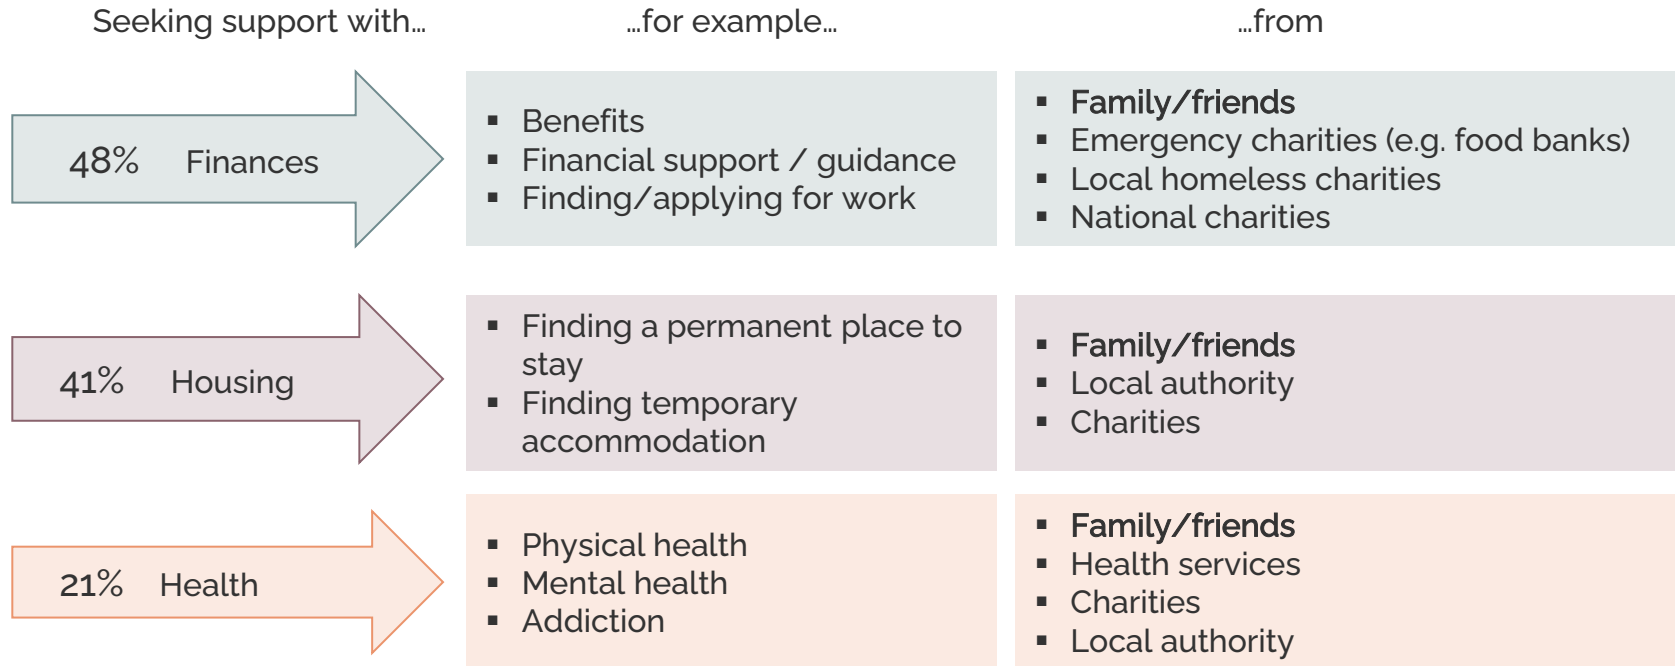 Seeking support with…
…for example…
…from
48% Finances
▪ Benefits
▪ Financial support / guidance
▪ Finding/applying for work
▪ Family/friends
▪ Emergency charities (e.g. food banks)
▪ Local homeless charities
▪ National charities
41% Housing
▪ Finding a permanent place to
stay
▪ Finding temporary
accommodation
▪ Family/friends
▪ Local authority
▪ Charities
21% Health
▪ Physical health
▪ Mental health
▪ Addiction
▪ Family/friends
▪ Health services
▪ Charities
▪ Local authority